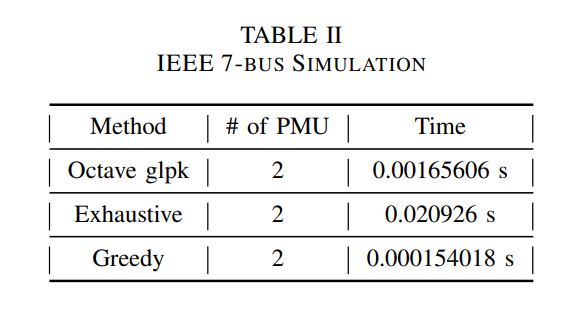 TABLE II
IEEE 7-BUS SIMULATION
Method # of PMU Time
Octave glpk 2 0.00165606 s
Exhaustive 2 0.020926 s
Greedy 2 0.000154018 s